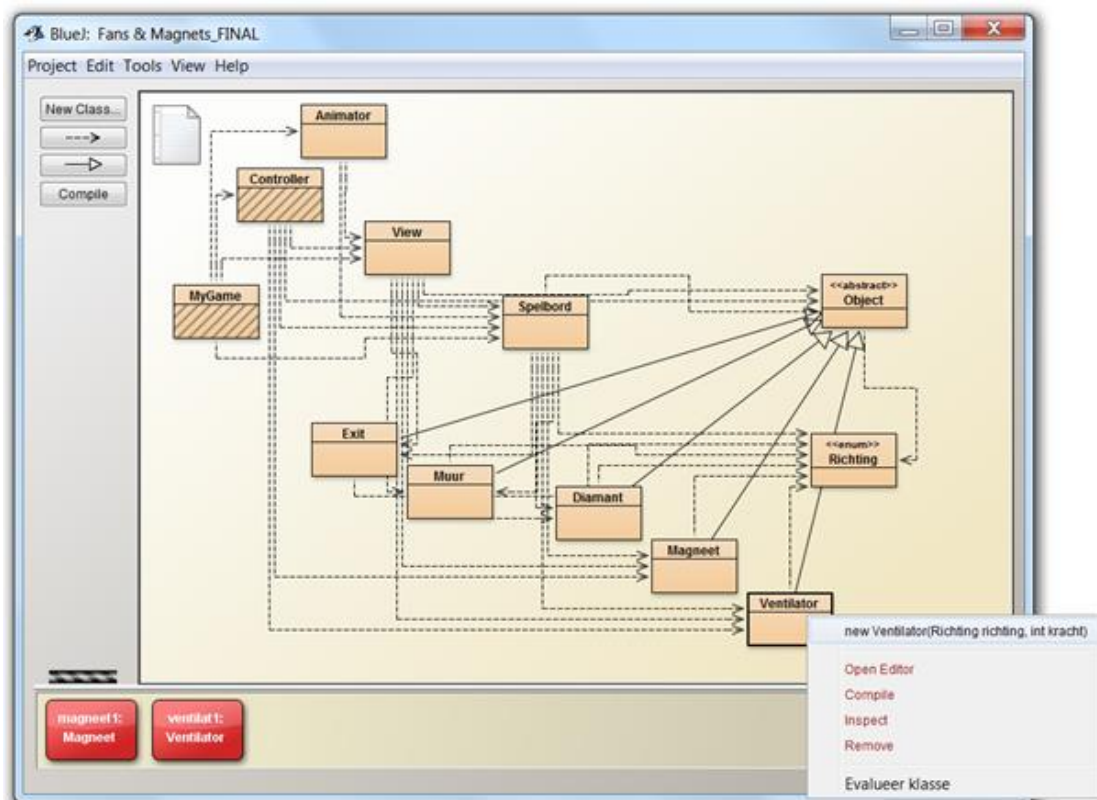 BlueJ: Fans & Magnets_FINAL
Project Edit Tools View Help
New Class...
Compile
Animator
Controller
View
MyGame
Spelbord
<<abstract>>
Object
Exit
Muur
<<enum>>
Richting
Diamant
Magneet
Ventilator
new Ventilator(Richting richting, int kracht)
Open Editor
Compile
Inspect
Remove
Evalueer klasse
magneet1:
Magneet
ventilat1:
Ventilator